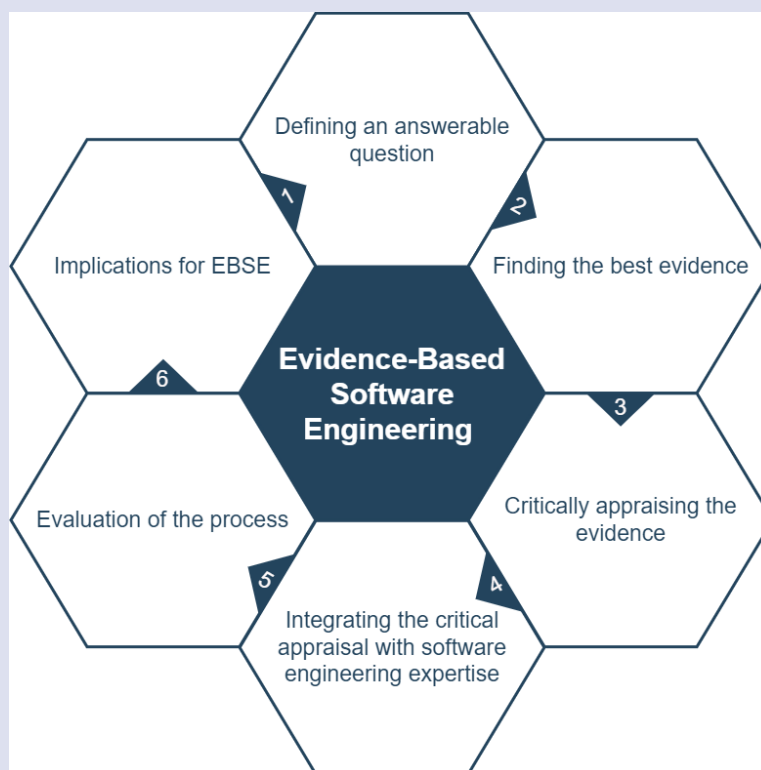 Defining an answerable
question
1
2
Implications for EBSE
Finding the best evidence
Evidence-Based
Software
Engineering
6
3
Evaluation of the process
Critically appraising the
evidence
5
4
Integrating the critical
appraisal with software
engineering expertise